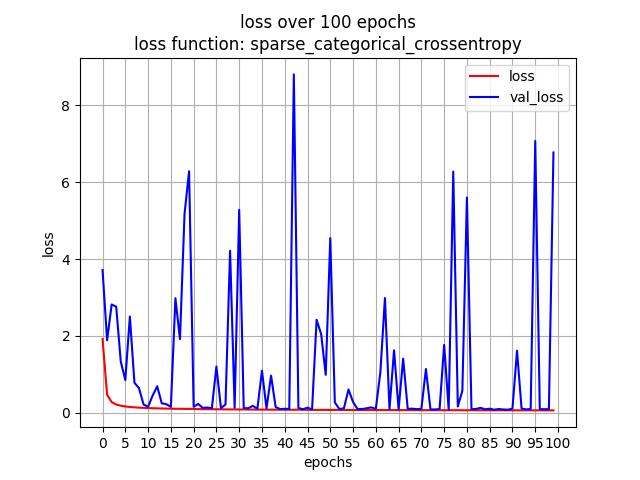 loss over 100 epochs
loss function: sparse_categorical_crossentropy
loss
val_loss
8
6
4
2
0
loss
0 5 10 15 20 25 30 35 40 45 50 55 60 65 70 75 80 85 90 95 100
epochs